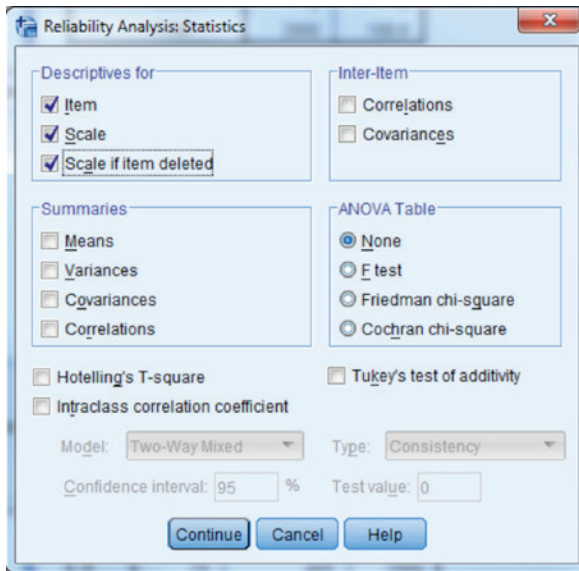 Reliability Analysis: Statistics
Descriptives for
Item
Scale
Scale if item deleted
Inter-Item
Correlations
Covariances
Summaries
Means
Variances
Covariances
Correlations
ANOVA Table
None
F test
Friedman chi-square
Cochran chi-square
Hotelling's T-square
Tukey's test of additivity
Intraclass correlation coefficient
Model: Two-Way Mixed Type: Consistency
Confidence interval: 95 % Test value: 0
Continue Cancel Help